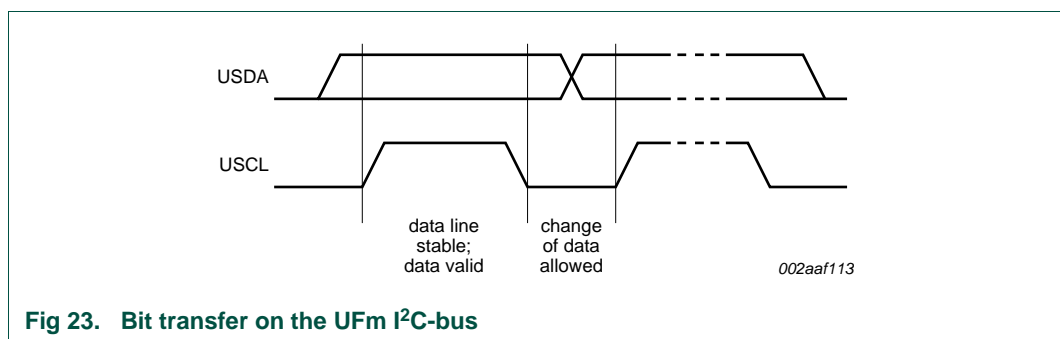 USDA
USCL
data line
stable;
data valid
change
of data
allowed
002aaf113
Fig 23. Bit transfer on the UFm I²C-bus